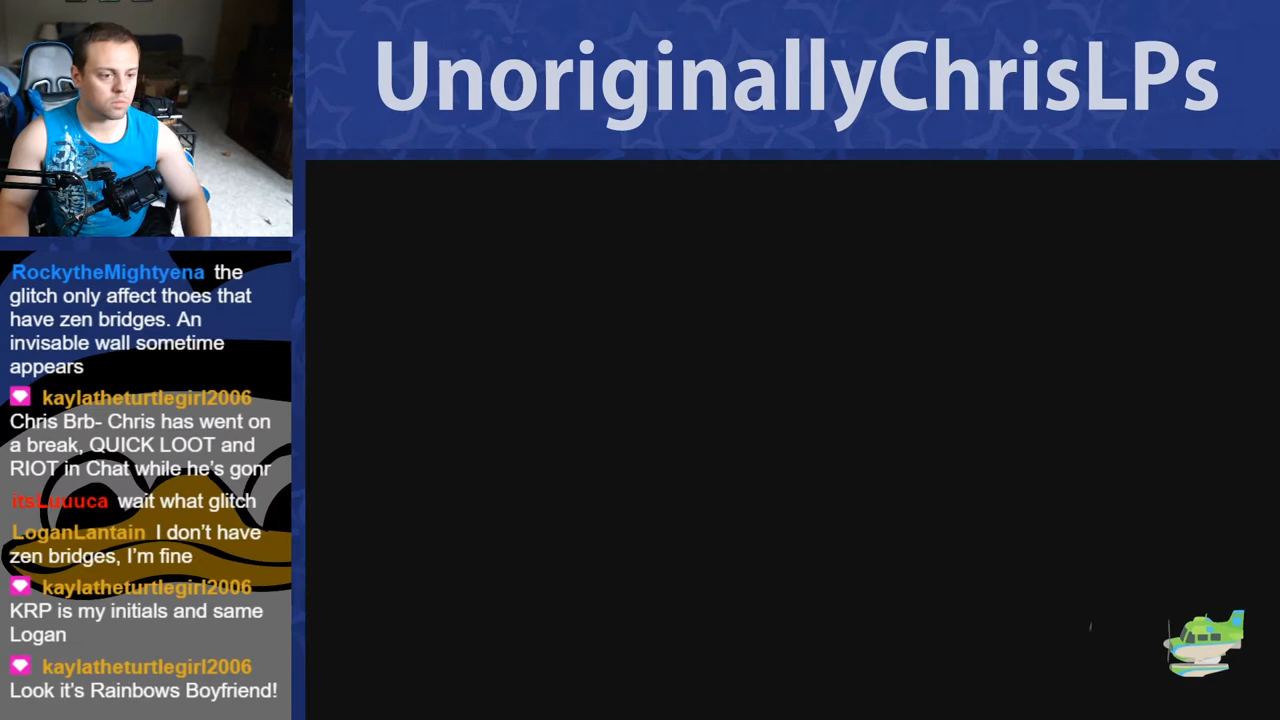 UnoriginallyChrisLPs
RockytheMightyena the
glitch only affect thoes that
have zen bridges. An
invisable wall sometime
appears
kaylatheturtlegirl2006
Chris Brb- Chris has went on
a break, QUICK LOOT and
RIOT in Chat while he's gonr
itsLuuuca wait what glitch
LoganLantain I don't have
zen bridges, I'm fine
kaylatheturtlegirl2006
KRP is my initials and same
Logan
kaylatheturtlegirl2006
Look it's Rainbows Boyfriend!